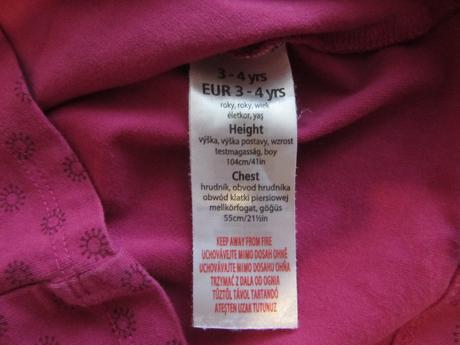 3 - 4 yrs
EUR 3 - 4 yrs
roky, roky, wiek
életkor, yaş
Height
výška, výška postavy, wzrost
testmagasság, boy
104cm/41in
Chest
hrudník, obvod hrudníka
obwód klatki piersiowej
mellkörfogat, göğüs
55cm/21½in
KEEP AWAY FROM FIRE
UCHOVÁVEJTE MIMO DOSAH OHNĚ
UCHOVÁVAJTE MIMO DOSAHU OHŇA
TRZYMAĆ Z DALA OD OGNIA
TŰZTŐL TÁVOL TARTANDÓ
ATEŞTEN UZAK TUTUNUZ